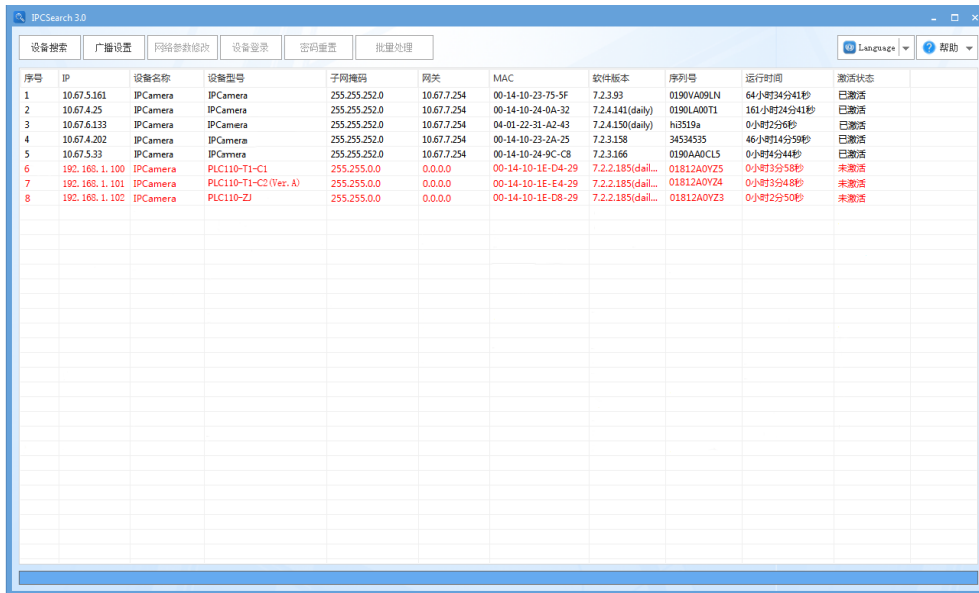 IPCSearch 3.0
设备搜索 广播设置 网络参数修改 设备登录 密码重置 批量处理 Language 帮助
序号 IP 设备名称 设备型号 子网掩码 网关 MAC 软件版本 序列号 运行时间 激活状态
1 10.67.5.161 IPCamera IPCamera 255.255.252.0 10.67.7.254 00-14-10-23-75-5F 7.2.3.93 0190VA09LN 64小时34分41秒 已激活
2 10.67.4.25 IPCamera IPCamera 255.255.252.0 10.67.7.254 00-14-10-24-0A-32 7.2.4.141(daily) 0190LA00T1 161小时24分41秒 已激活
3 10.67.6.133 IPCamera IPCamera 255.255.252.0 10.67.7.254 04-01-22-31-A2-43 7.2.4.150(daily) hi3519a 0小时2分6秒 已激活
4 10.67.4.202 IPCamera IPCamera 255.255.252.0 10.67.7.254 00-14-10-23-2A-25 7.2.3.158 34534535 46小时14分59秒 已激活
5 10.67.5.33 IPCamera IPCamera 255.255.252.0 10.67.7.254 00-14-10-24-9C-C8 7.2.3.166 0190AA0CL5 0小时4分44秒 已激活
6 192.168.1.100 IPCamera PLC110-T1-C1 255.255.0.0 0.0.0.0 00-14-10-1E-D4-29 7.2.2.185(dail... 01812A0YZ5 0小时3分58秒 未激活
7 192.168.1.101 IPCamera PLC110-T1-C2(Ver.A) 255.255.0.0 0.0.0.0 00-14-10-1E-E4-29 7.2.2.185(dail... 01812A0YZ4 0小时3分48秒 未激活
8 192.168.1.102 IPCamera PLC110-ZJ 255.255.0.0 0.0.0.0 00-14-10-1E-D8-29 7.2.2.185(dail... 01812A0YZ3 0小时2分50秒 未激活